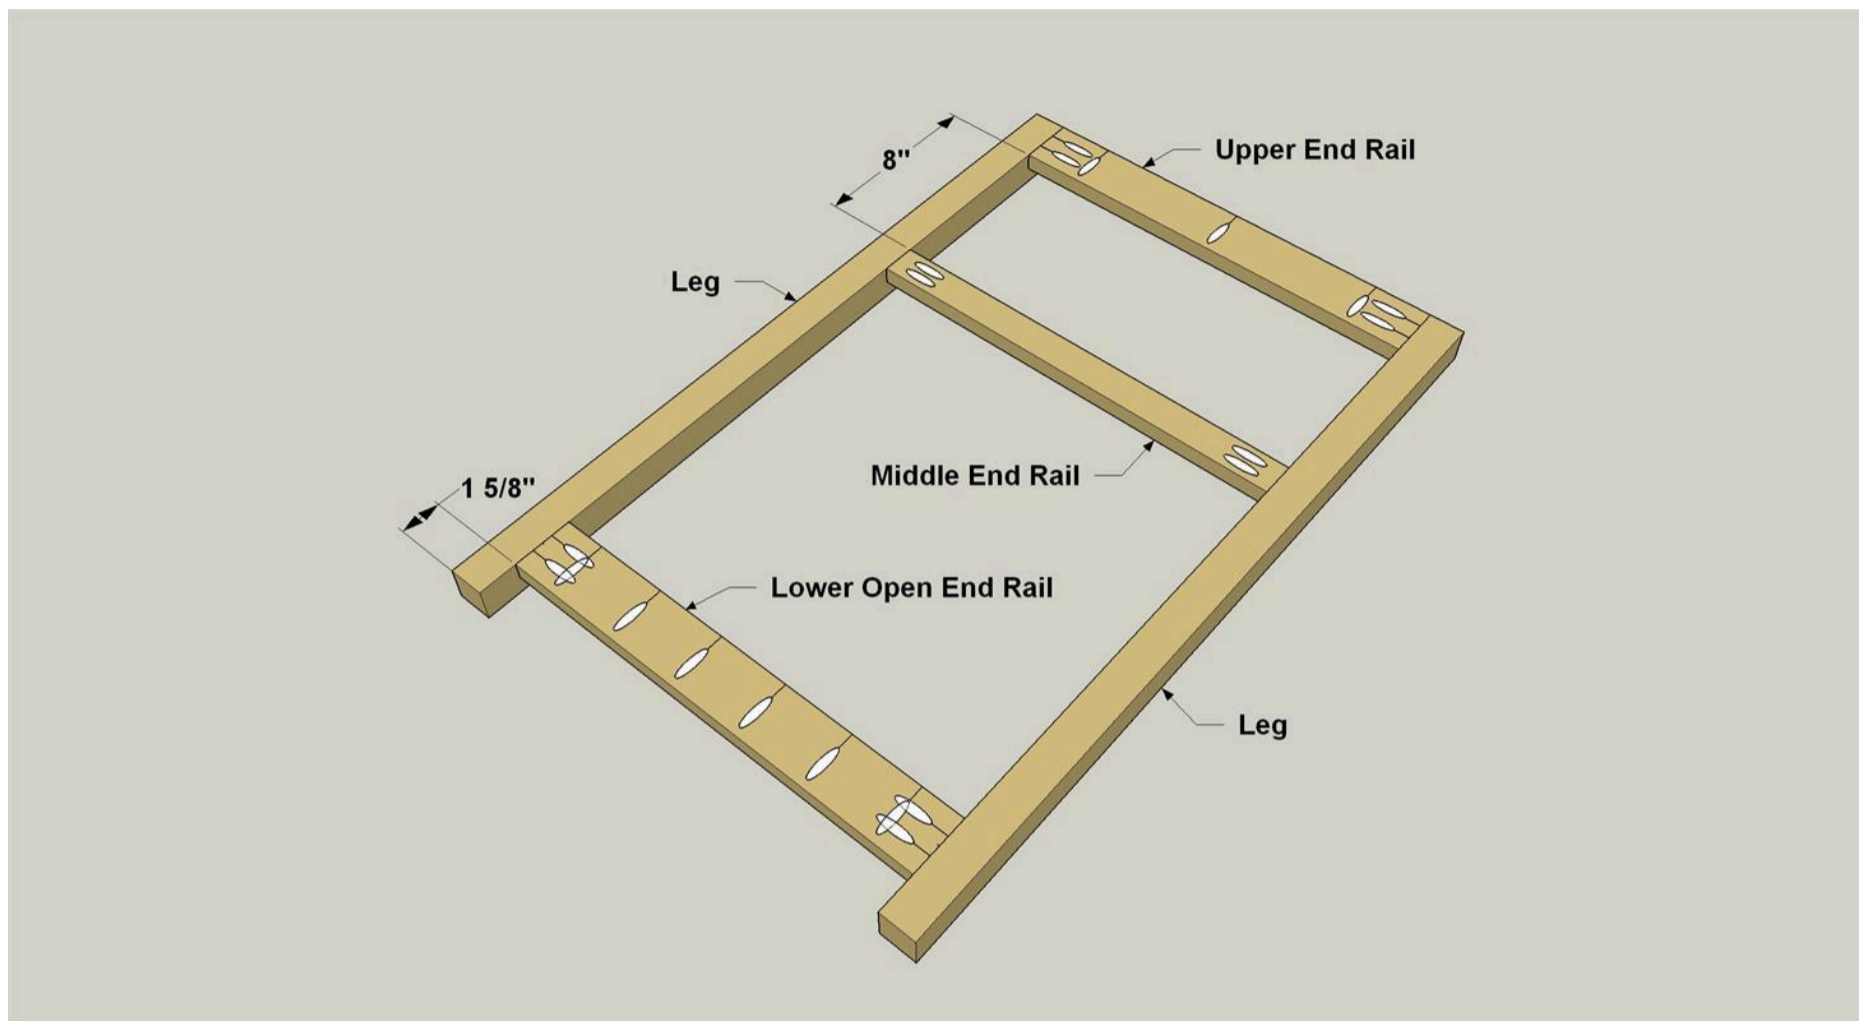 8"
Upper End Rail
Leg
Middle End Rail
1 5/8"
Lower Open End Rail
Leg